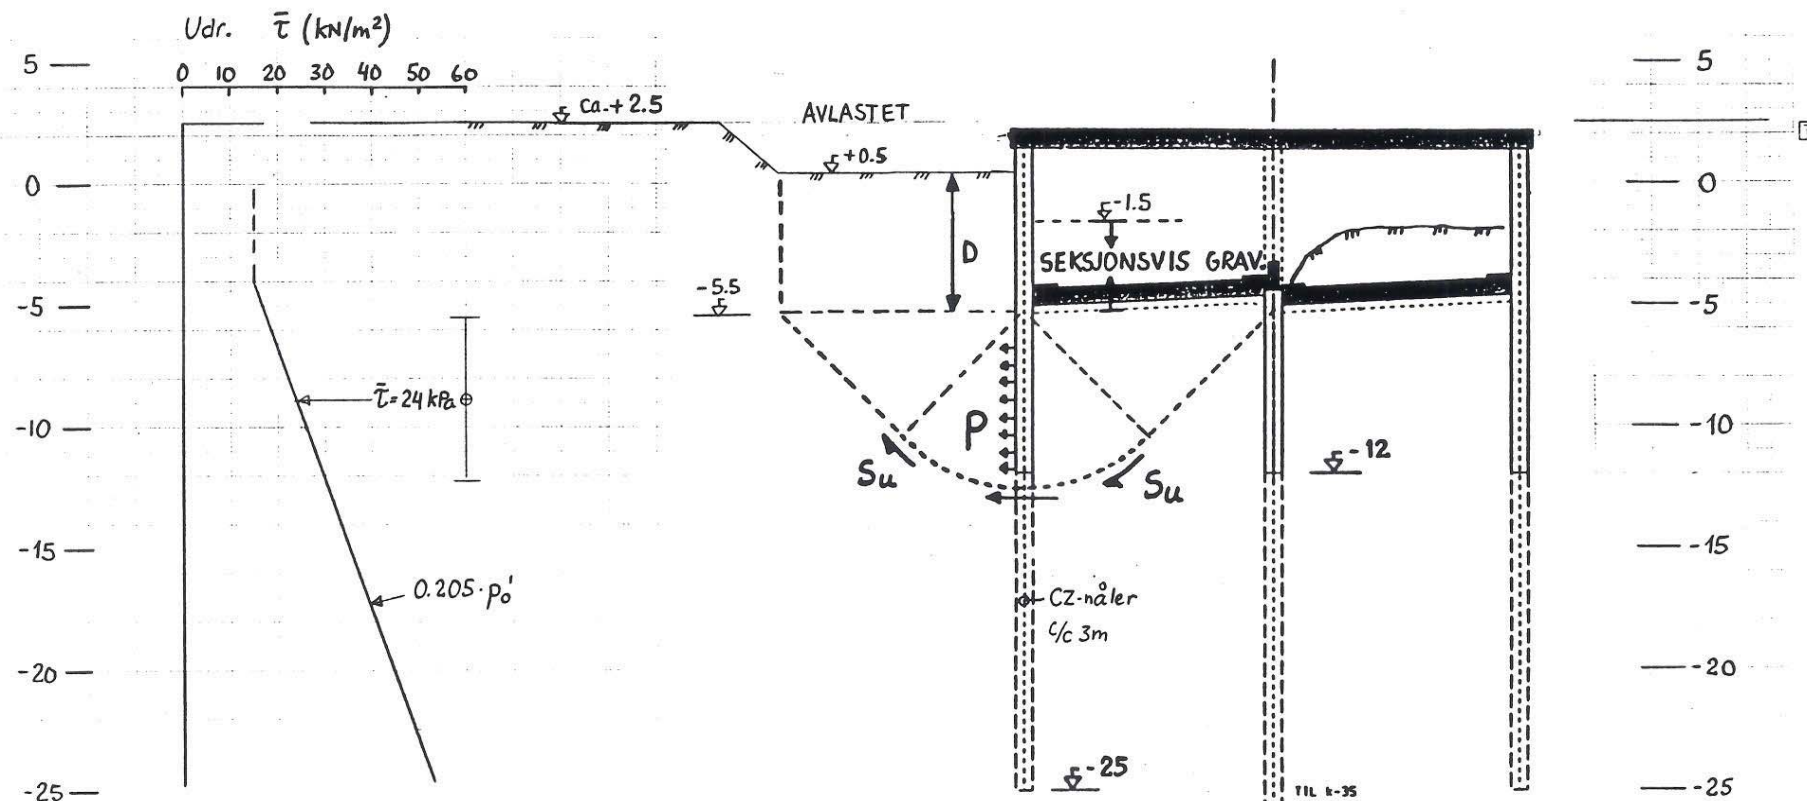 Udr. τ̄ (kN/m²)
0 10 20 30 40 50 60
5
0
-5
-10
-15
-20
-25
ca. + 2.5
AVLASTET
+0.5
D
-5.5
-1.5
SEKSJONSVIS GRAV.
τ̄ = 24 kPa
P
Su
Su
-12
0.205·p₀'
CZ-nåler
c/c 3m
-25
TIL k-35
5
0
-5
-10
-15
-20
-25